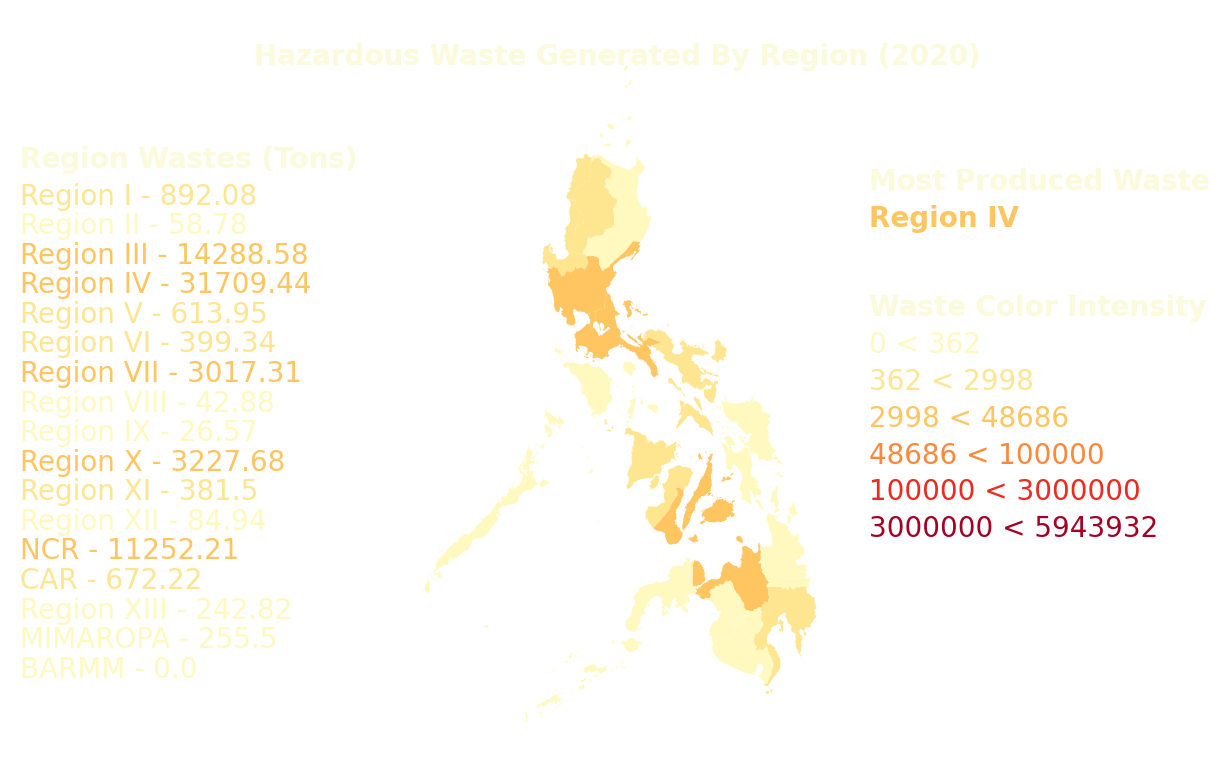 Hazardous Waste Generated By Region (2020)
Region Wastes (Tons)
Region I - 892.08
Region II - 58.78
Region III - 14288.58
Region IV - 31709.44
Region V - 613.95
Region VI - 399.34
Region VII - 3017.31
Region VIII - 42.88
Region IX - 26.57
Region X - 3227.68
Region XI - 381.5
Region XII - 84.94
NCR - 11252.21
CAR - 672.22
Region XIII - 242.82
MIMAROPA - 255.5
BARMM - 0.0
Most Produced Waste
Region IV
Waste Color Intensity
0 < 362
362 < 2998
2998 < 48686
48686 < 100000
100000 < 3000000
3000000 < 5943932